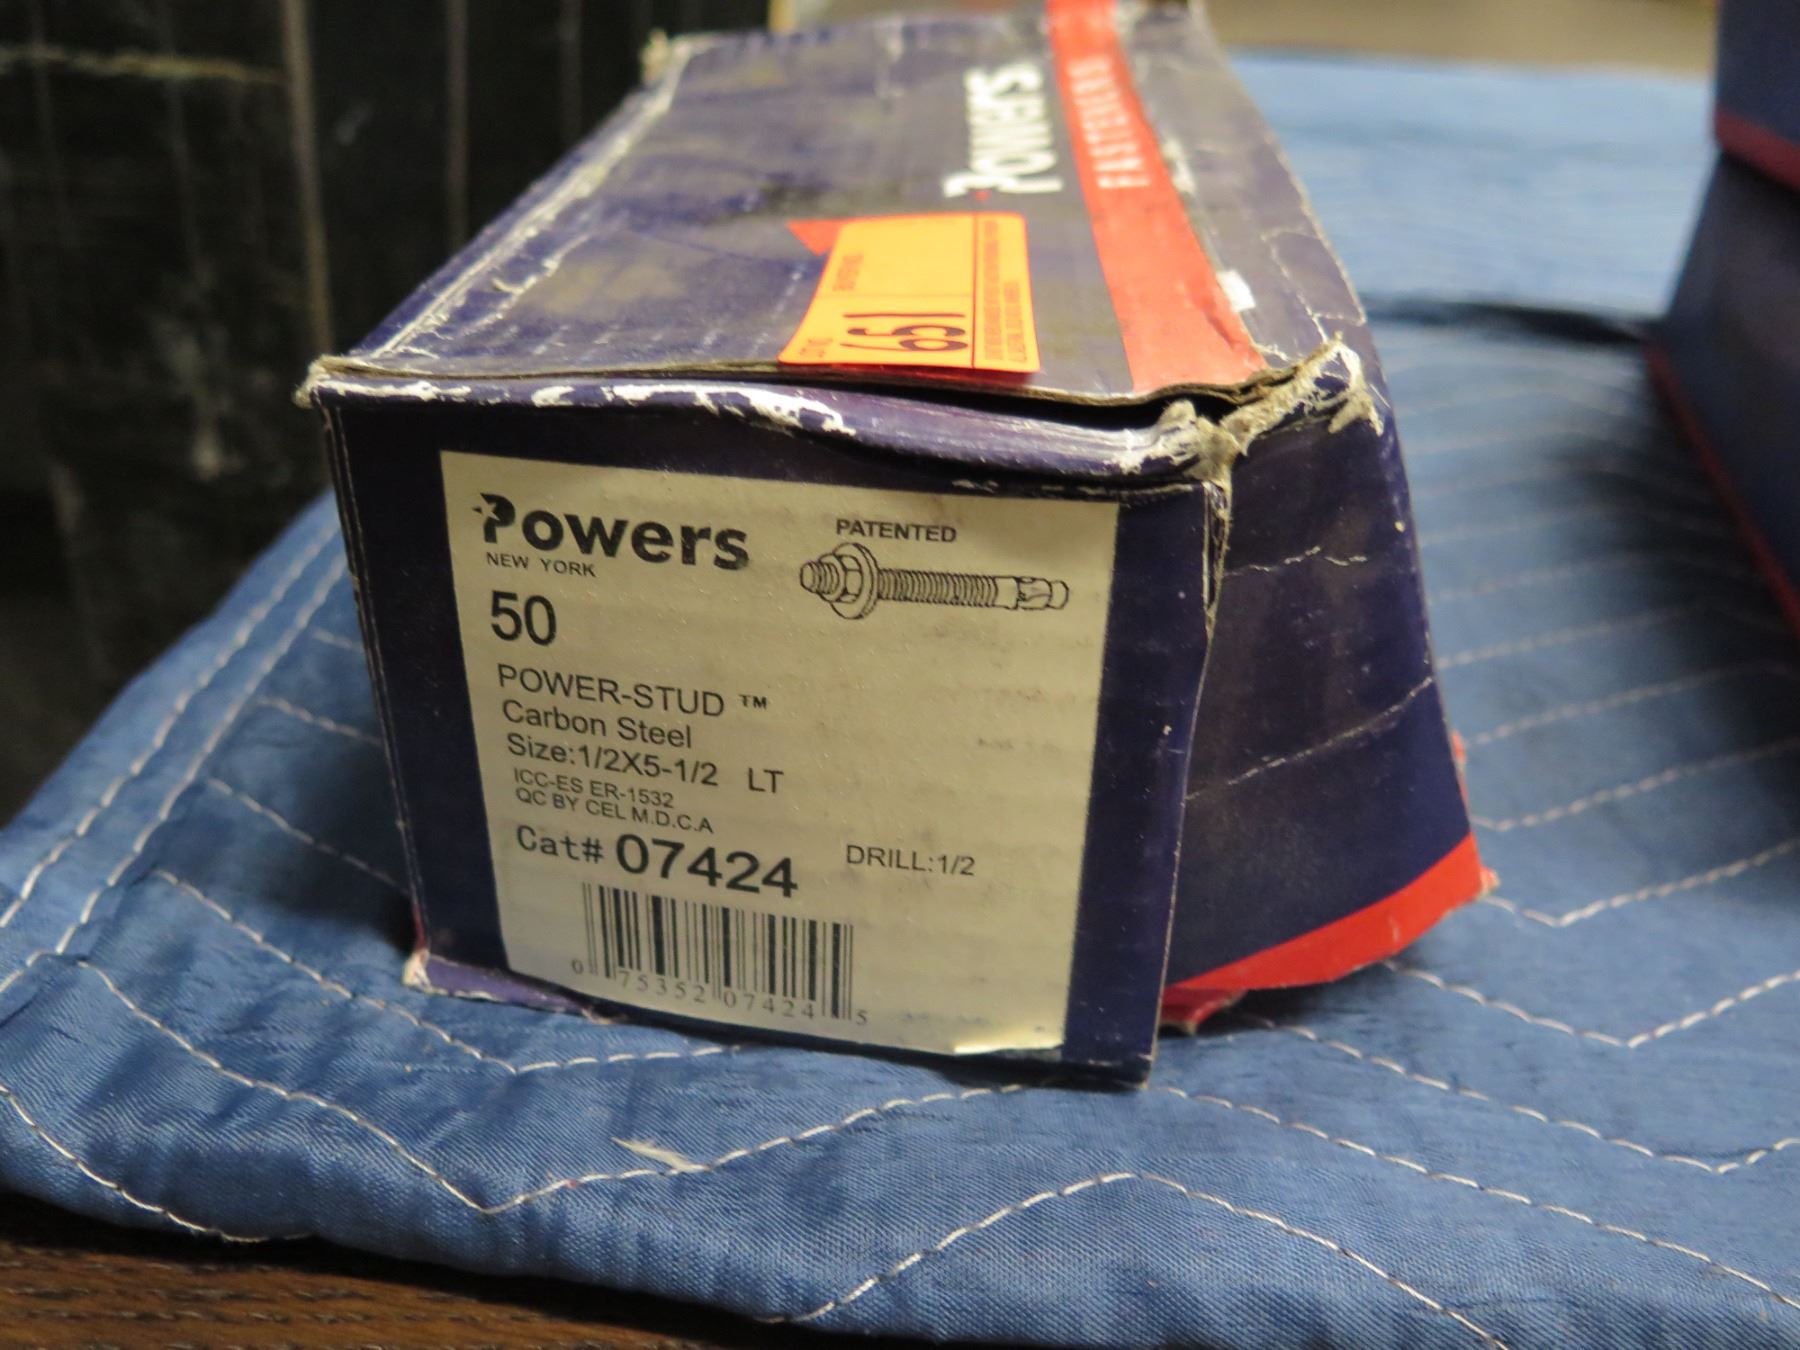 Powers
FASTENERS
651
Powers
NEW YORK
PATENTED
50
POWER-STUD ™
Carbon Steel
Size:1/2X5-1/2 LT
ICC-ES ER-1532
QC BY CEL M.D.C.A
Cat# 07424
DRILL:1/2
0 75352 07424 5